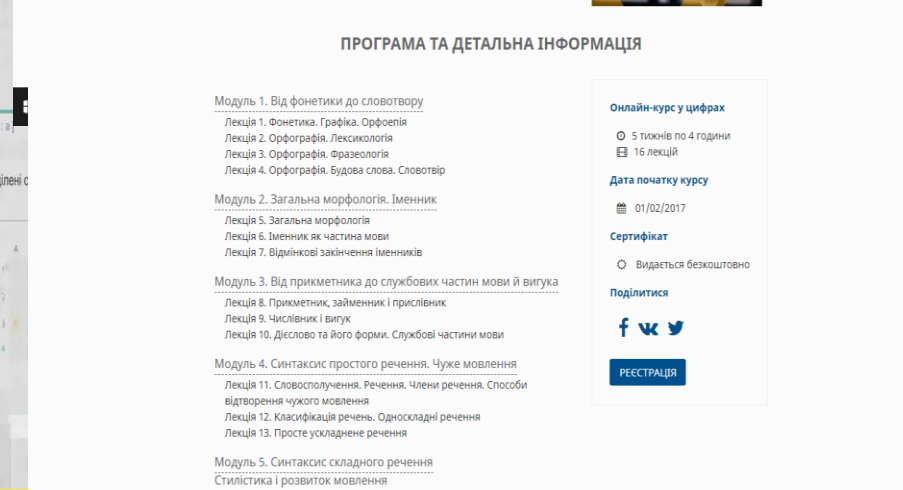 ПРОГРАМА ТА ДЕТАЛЬНА ІНФОРМАЦІЯ
Модуль 1. Від фонетики до словотвору
Лекція 1. Фонетика. Графіка. Орфоепія
Лекція 2. Орфографія. Лексикологія
Лекція 3. Орфографія. Фразеологія
Лекція 4. Орфографія. Будова слова. Словотвір
Модуль 2. Загальна морфологія. Іменник
Лекція 5. Загальна морфологія
Лекція 6. Іменник як частина мови
Лекція 7. Відмінкові закінчення іменників
Модуль 3. Від прикметника до службових частин мови й вигука
Лекція 8. Прикметник, займенник і прислівник
Лекція 9. Числівник і вигук
Лекція 10. Дієслово та його форми. Службові частини мови
Модуль 4. Синтаксис простого речення. Чуже мовлення
Лекція 11. Словосполучення. Речення. Члени речення. Способи
відтворення чужого мовлення
Лекція 12. Класифікація речень. Односкладні речення
Лекція 13. Просте ускладнене речення
Модуль 5. Синтаксис складного речення
Стилістика і розвиток мовлення
Онлайн-курс у цифрах
5 тижнів по 4 години
16 лекцій
Дата початку курсу
01/02/2017
Сертифікат
Видається безкоштовно
Поділитися
РЕЄСТРАЦІЯ